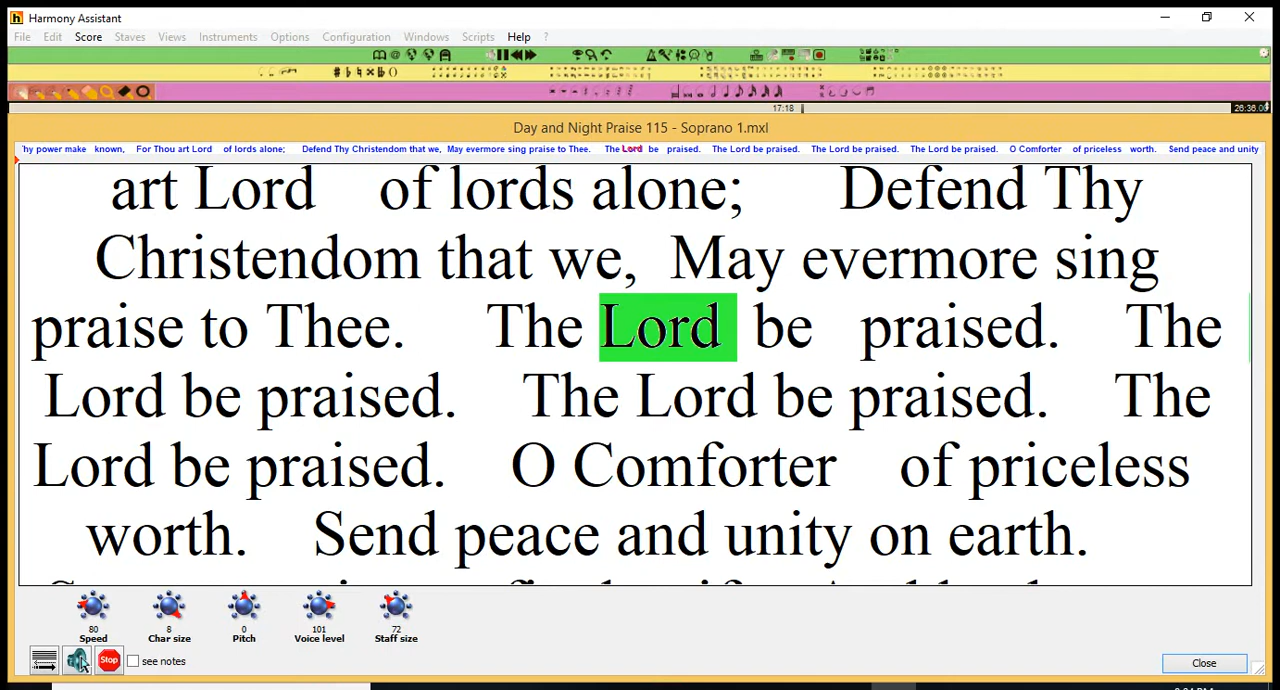 Harmony Assistant
File Edit Score Staves Views Instruments Options Configuration Windows Scripts Help ?
17:18 26:36.00
Day and Night Praise 115 - Soprano 1.mxl
hy power make known, For Thou art Lord of lords alone; Defend Thy Christendom that we, May evermore sing praise to Thee. The Lord be praised. The Lord be praised. The Lord be praised. The Lord be praised. O Comforter of priceless worth. Send peace and unity
art Lord of lords alone; Defend Thy
Christendom that we, May evermore sing
praise to Thee. The Lord be praised. The
Lord be praised. The Lord be praised. The
Lord be praised. O Comforter of priceless
worth. Send peace and unity on earth.
80 8 0 101 72
Speed Char size Pitch Voice level Staff size
Stop see notes Close